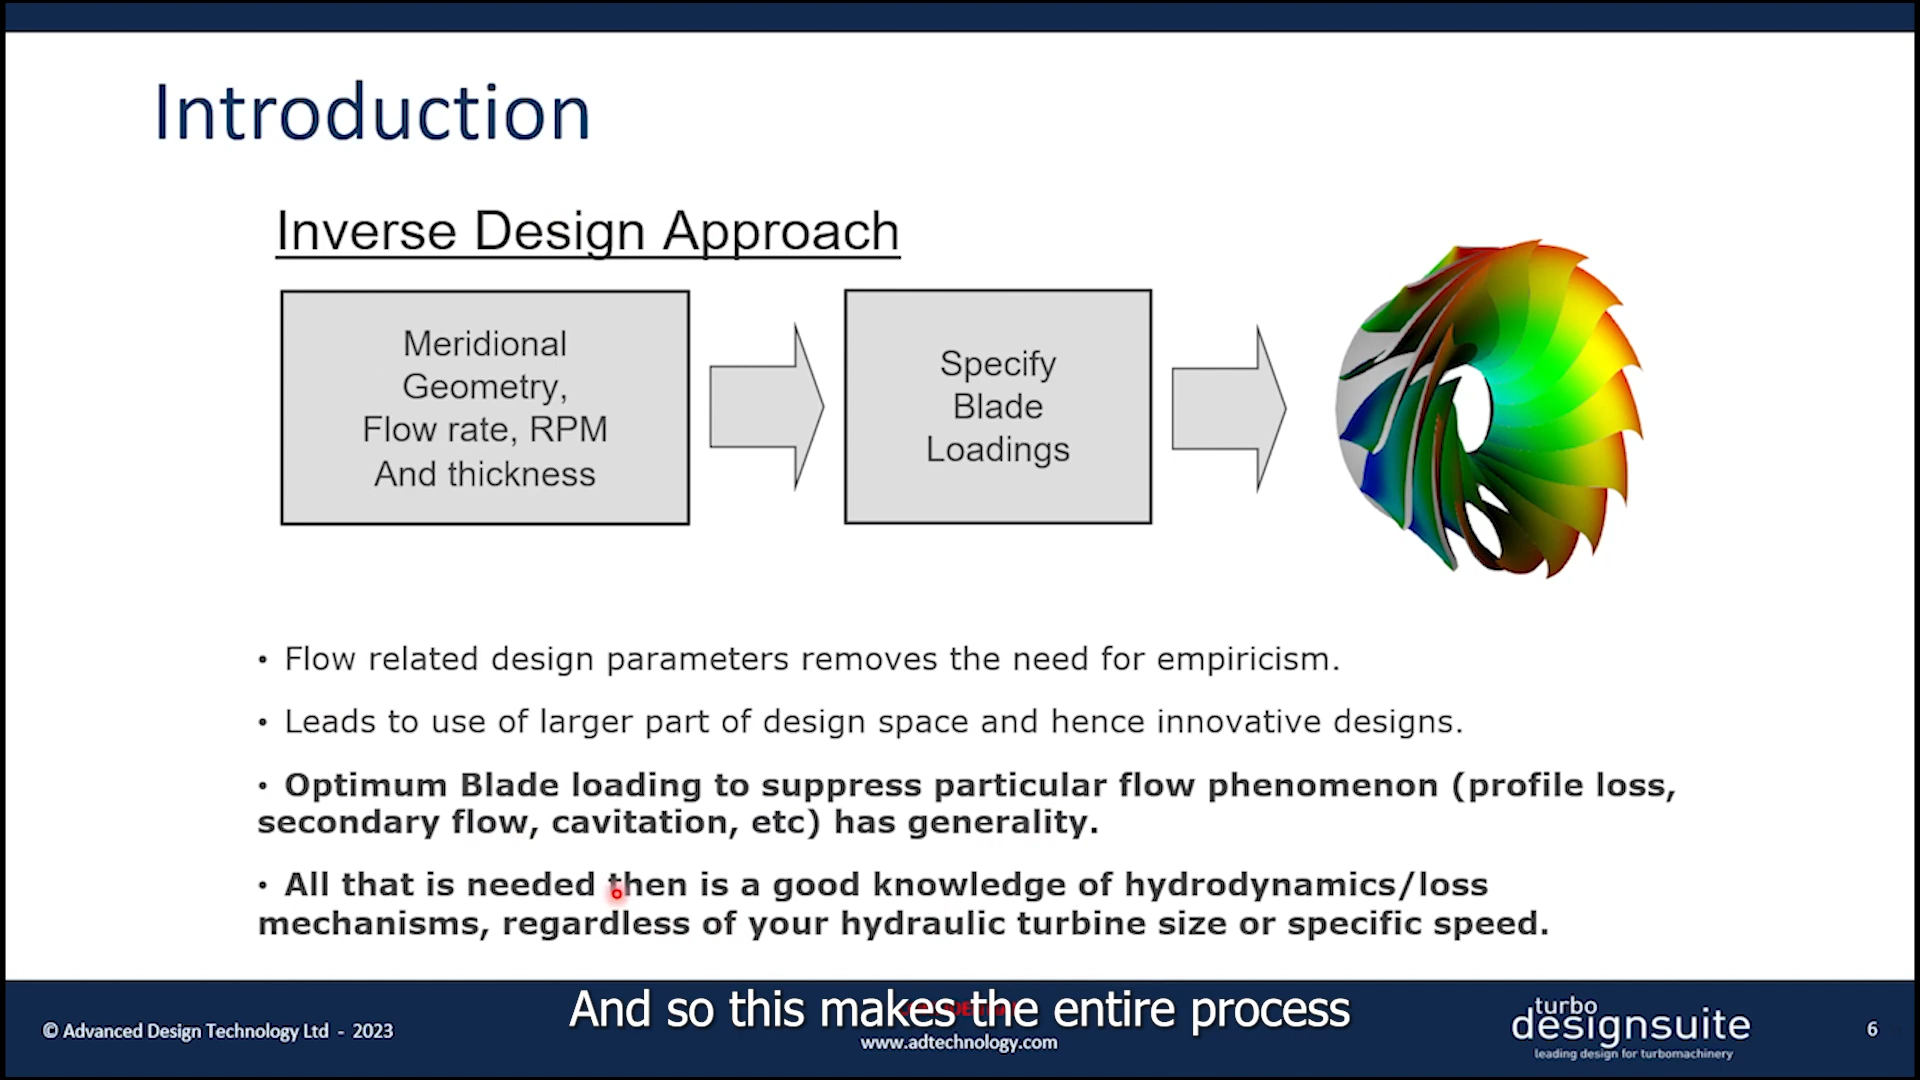 Introduction
Inverse Design Approach
Meridional
Geometry,
Flow rate, RPM
And thickness
Specify
Blade
Loadings
• Flow related design parameters removes the need for empiricism.
• Leads to use of larger part of design space and hence innovative designs.
• Optimum Blade loading to suppress particular flow phenomenon (profile loss,
secondary flow, cavitation, etc) has generality.
• All that is needed then is a good knowledge of hydrodynamics/loss
mechanisms, regardless of your hydraulic turbine size or specific speed.
And so this makes the entire process
© Advanced Design Technology Ltd - 2023
www.adtechnology.com
turbo
designsuite
leading design for turbomachinery
6